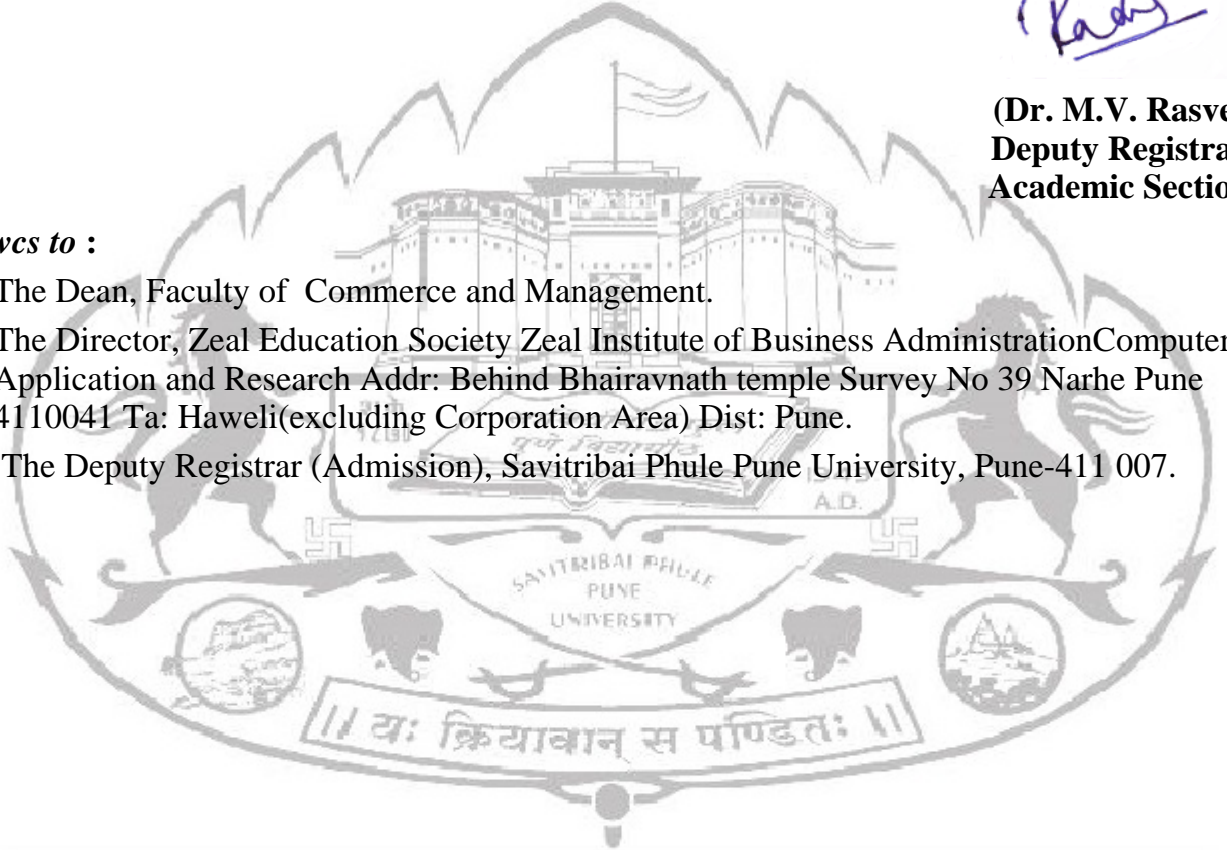 (Dr. M.V. Rasve
Deputy Registra
Academic Sectio
wcs to :
The Dean, Faculty of Commerce and Management.
The Director, Zeal Education Society Zeal Institute of Business AdministrationComputer
Application and Research Addr: Behind Bhairavnath temple Survey No 39 Narhe Pune
4110041 Ta: Haweli(excluding Corporation Area) Dist: Pune.
The Deputy Registrar (Admission), Savitribai Phule Pune University, Pune-411 007.
पुणे विद्यापीठ
A.D.
SAVITRIBAI PHULE
PUNE
UNIVERSITY
॥ यः क्रियावान् स पण्डितः ॥